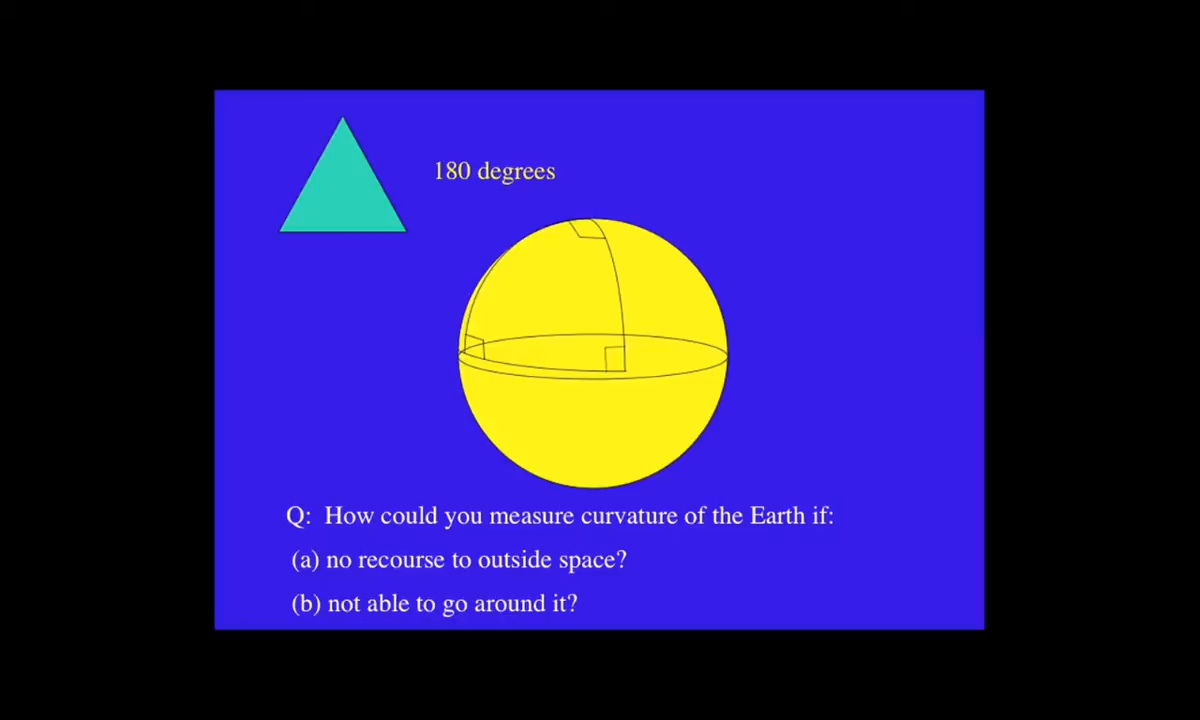 180 degrees
Q: How could you measure curvature of the Earth if:
(a) no recourse to outside space?
(b) not able to go around it?